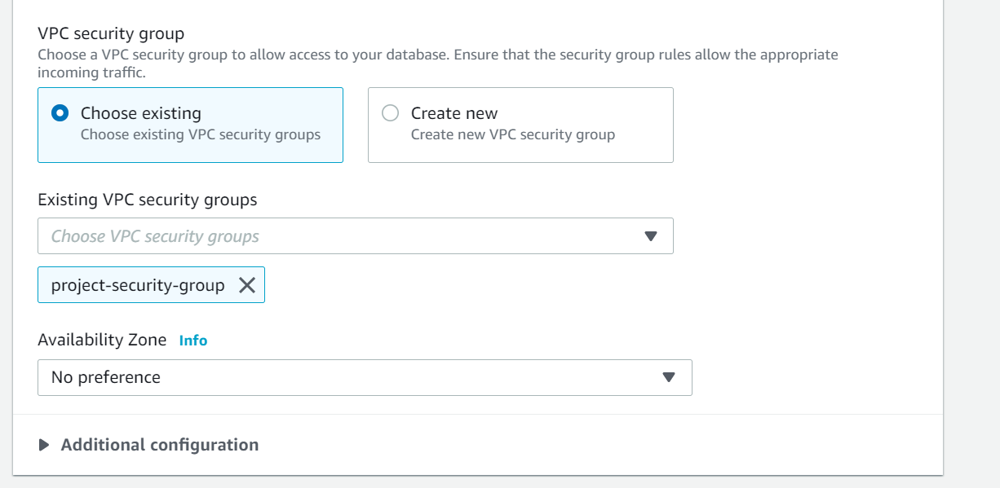 VPC security group
Choose a VPC security group to allow access to your database. Ensure that the security group rules allow the appropriate
incoming traffic.
Choose existing
Choose existing VPC security groups
Create new
Create new VPC security group
Existing VPC security groups
Choose VPC security groups
project-security-group
Availability Zone Info
No preference
Additional configuration